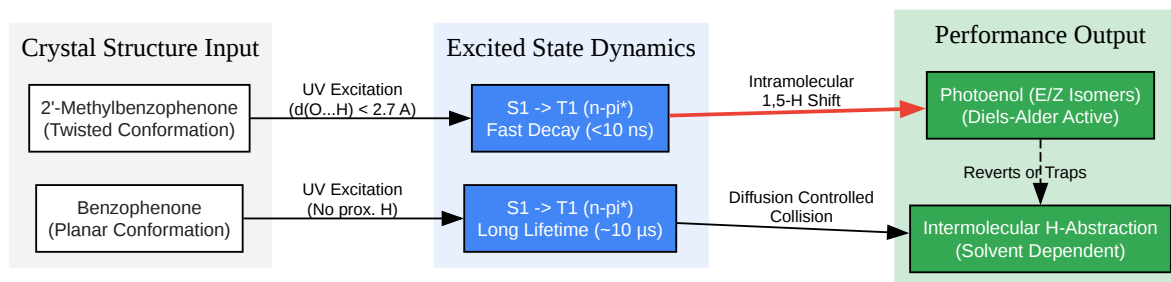 Crystal Structure Input
2'-Methylbenzophenone
(Twisted Conformation)
Benzophenone
(Planar Conformation)
UV Excitation
(d(O...H) < 2.7 A)
UV Excitation
(No prox. H)
Excited State Dynamics
S1 -> T1 (n-pi*)
Fast Decay (<10 ns)
S1 -> T1 (n-pi*)
Long Lifetime (~10 µs)
Intramolecular
1,5-H Shift
Diffusion Controlled
Collision
Performance Output
Photoenol (E/Z Isomers)
(Diels-Alder Active)
Reverts or Traps
Intermolecular H-Abstraction
(Solvent Dependent)